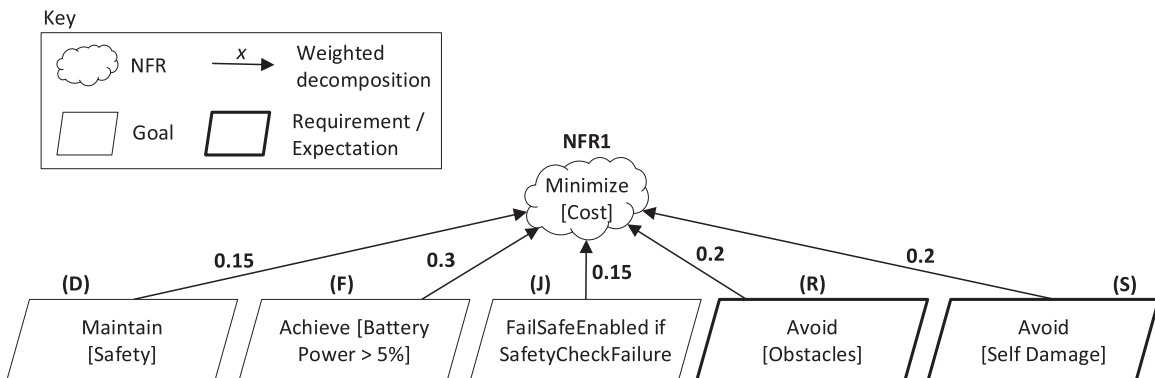 Key
NFR
x
Weighted
decomposition
Goal
Requirement /
Expectation
NFR1
Minimize
[Cost]
0.15
0.3
0.15
0.2
0.2
(D)
(F)
(J)
(R)
(S)
Maintain
[Safety]
Achieve [Battery
Power > 5%]
FailSafeEnabled if
SafetyCheckFailure
Avoid
[Obstacles]
Avoid
[Self Damage]